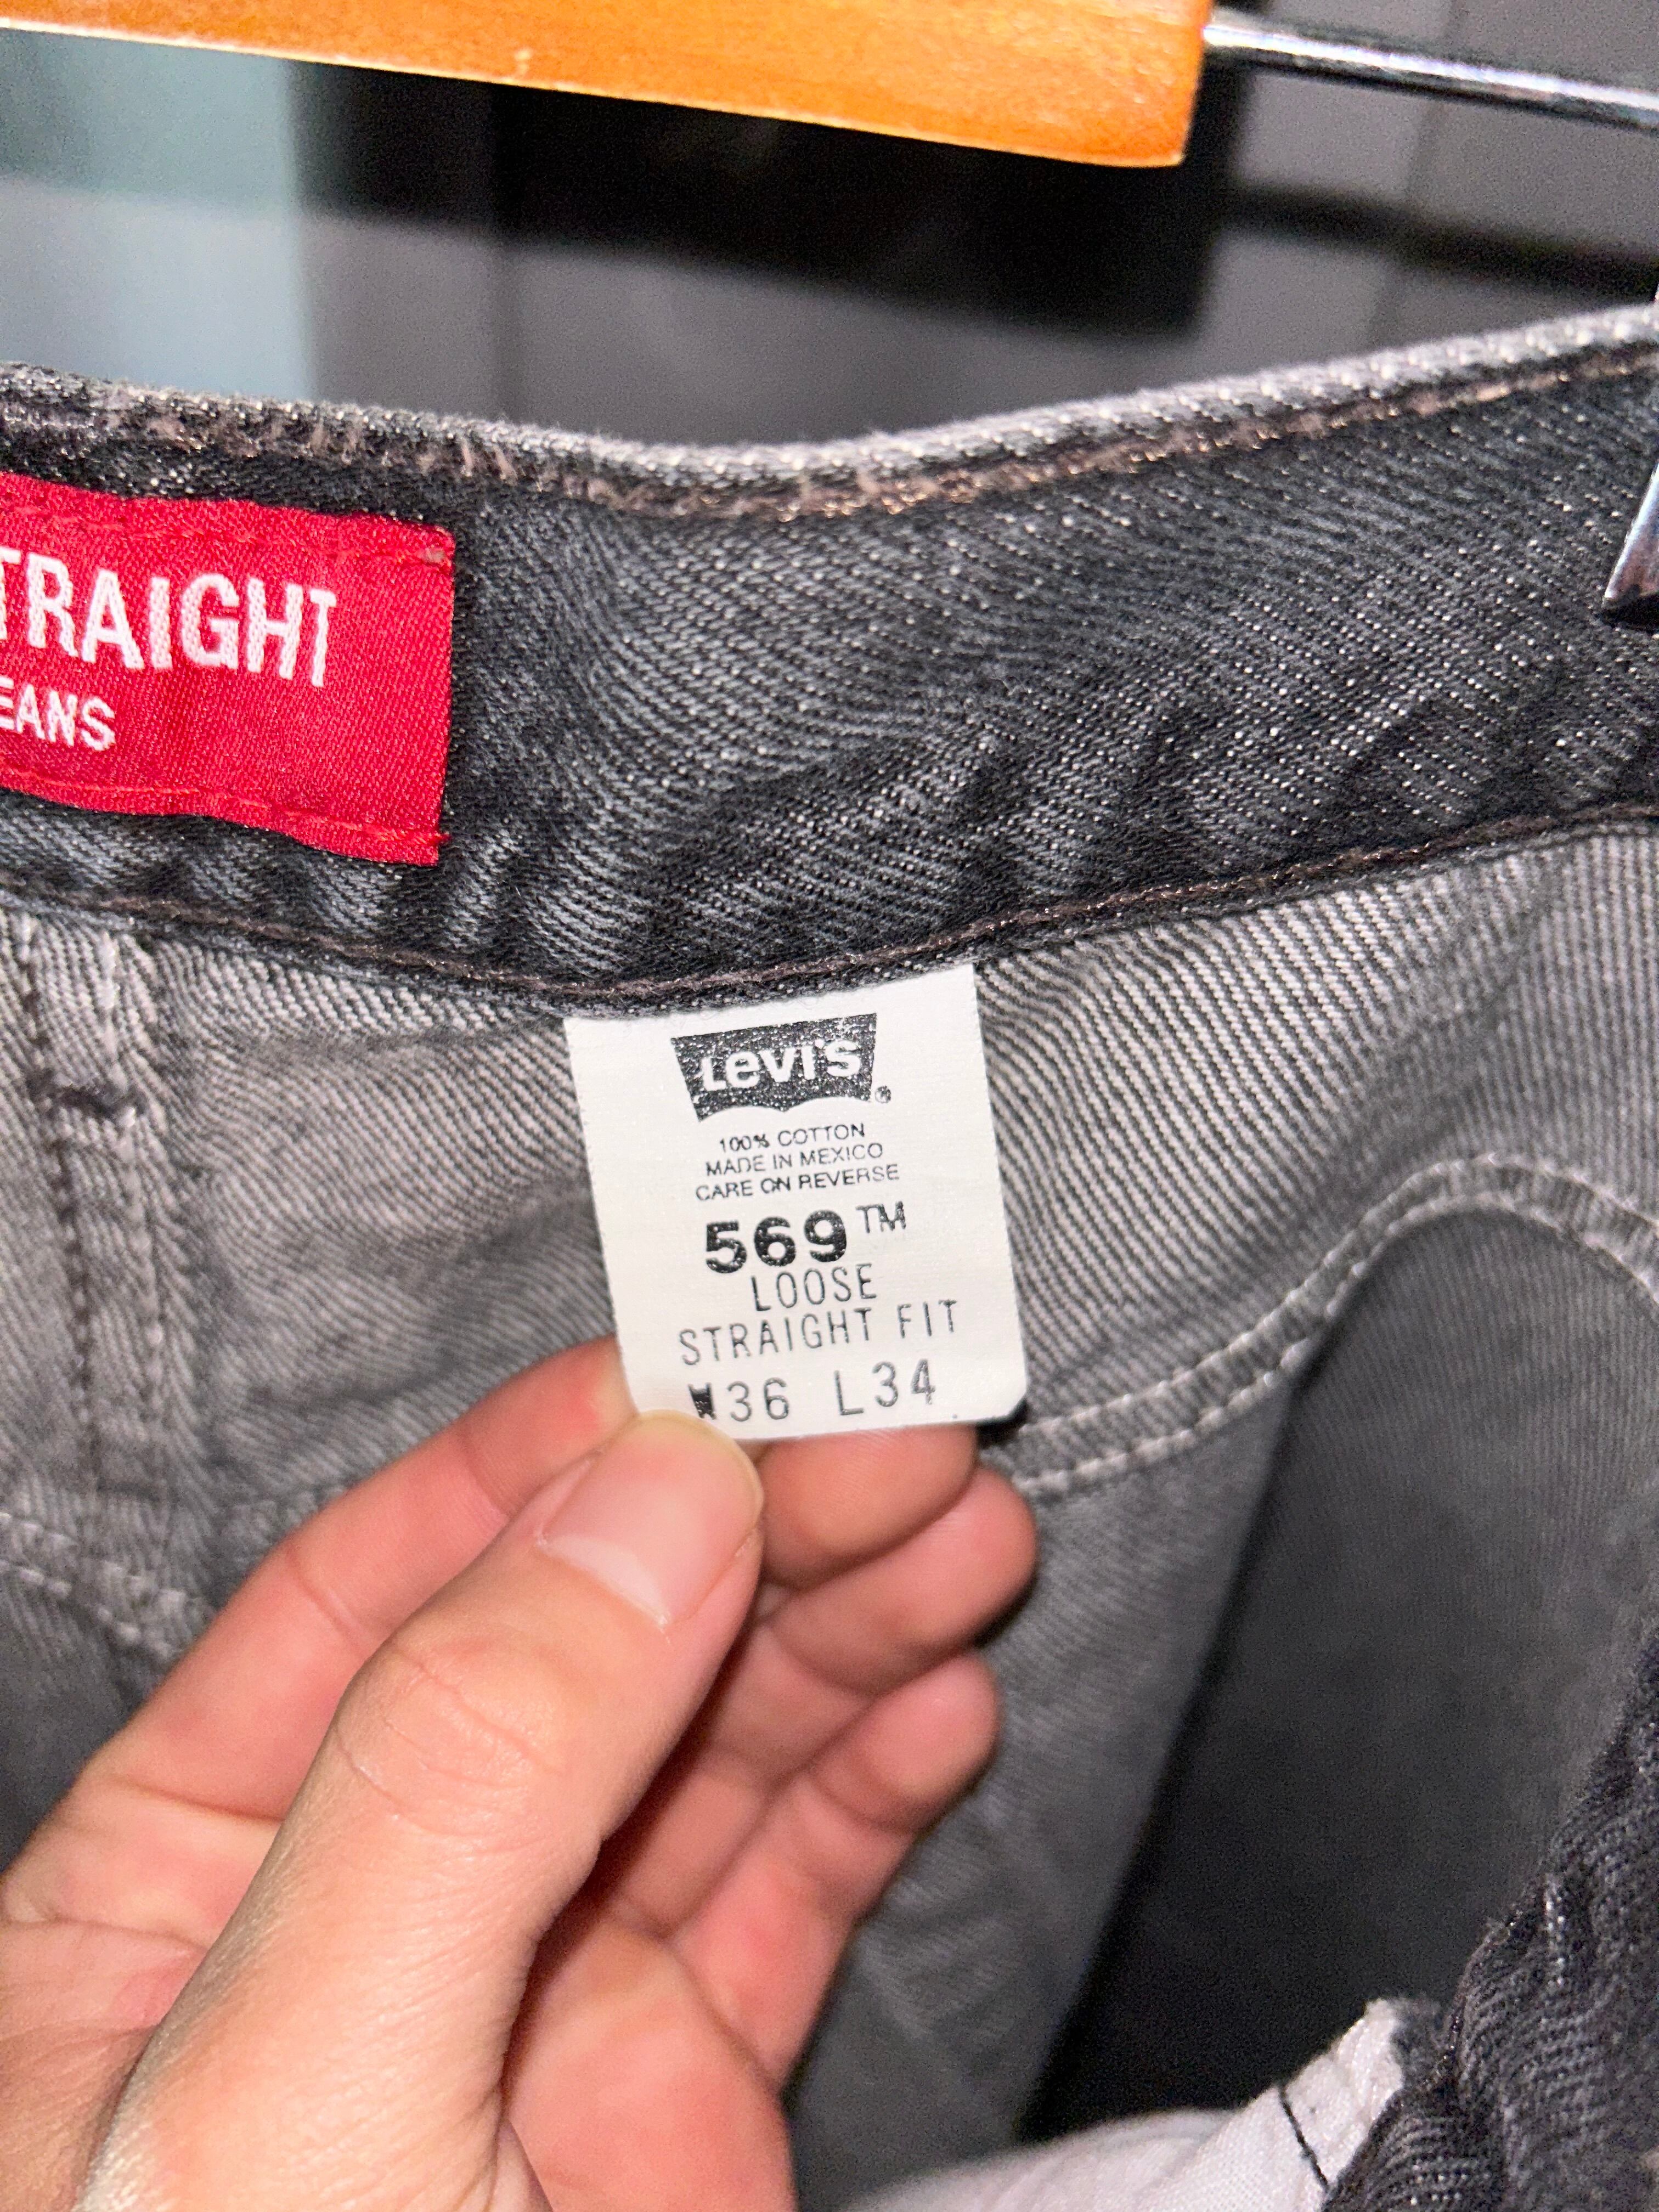 TRAIGHT
EANS
Levi's®
100% COTTON
MADE IN MEXICO
CARE ON REVERSE
569™
LOOSE
STRAIGHT FIT
W36 L34